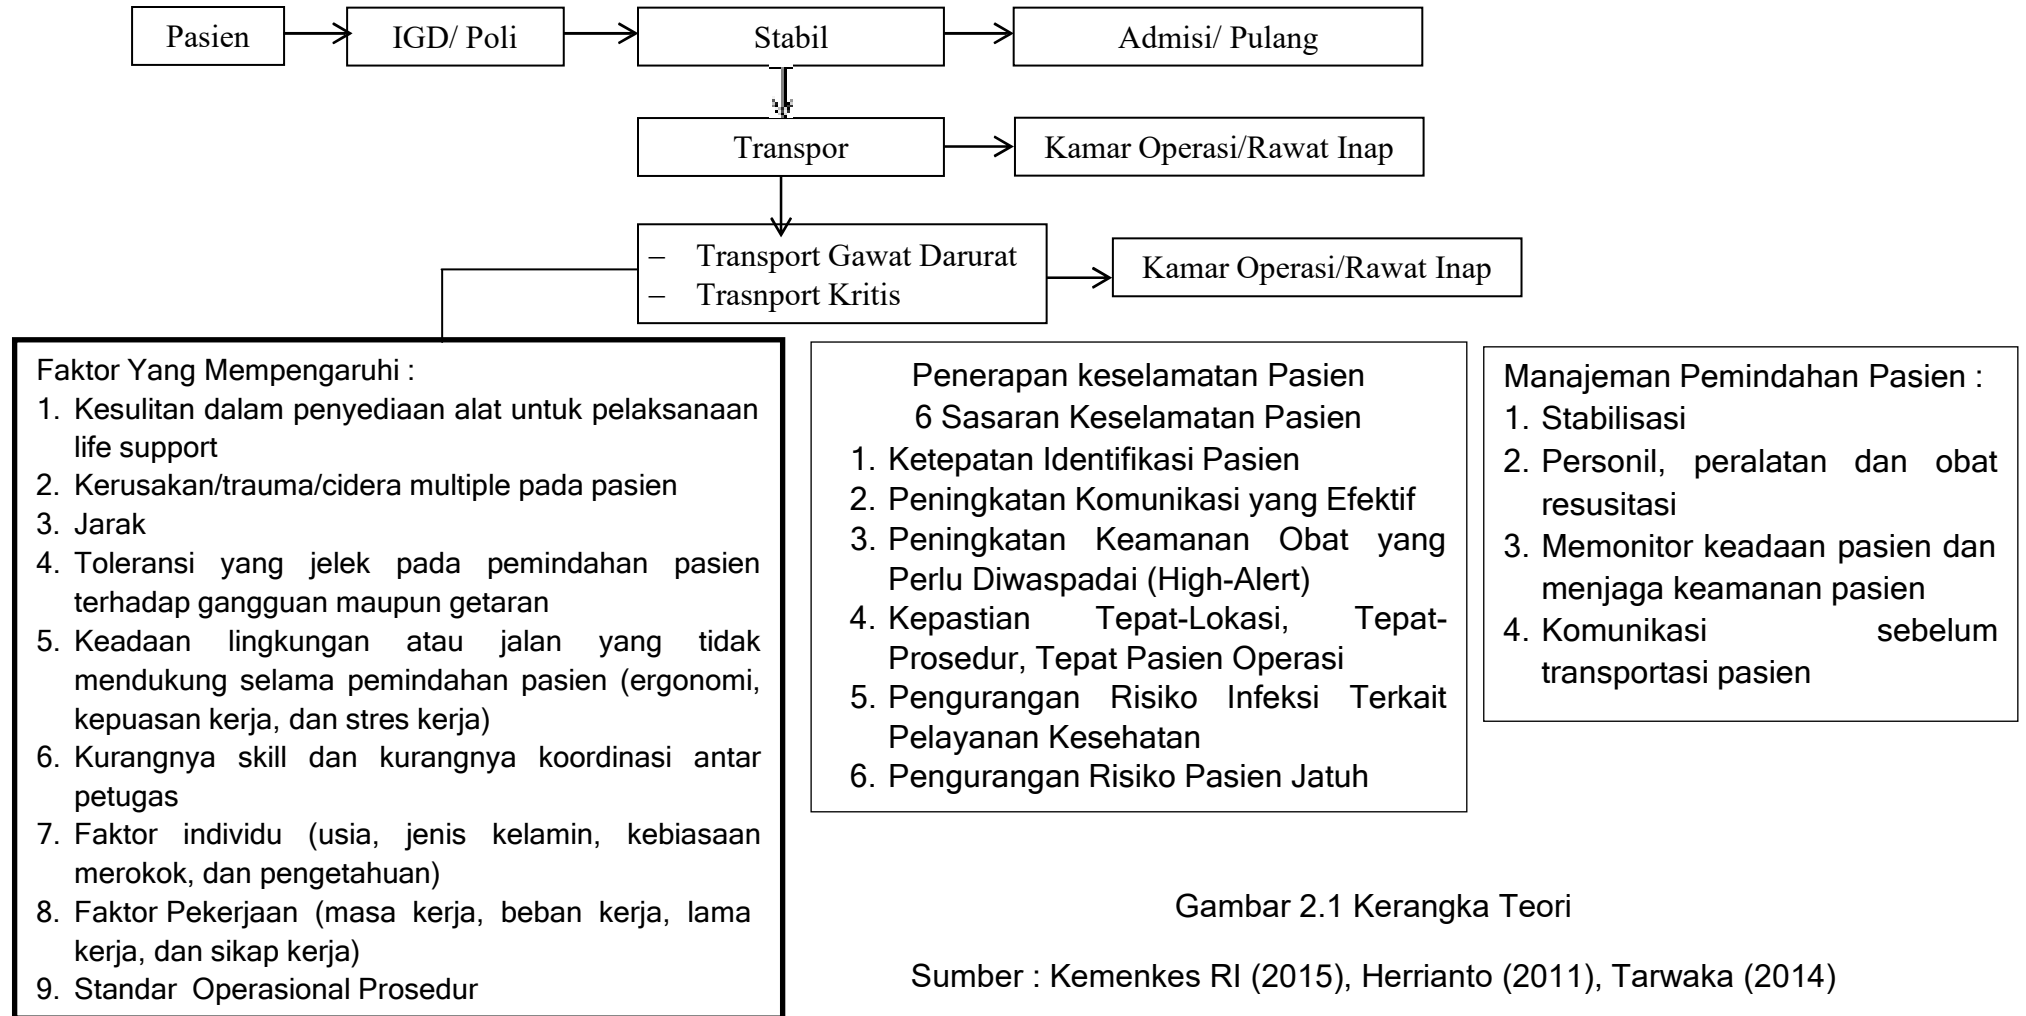 Pasien
IGD/ Poli
Stabil
Admisi/ Pulang
Transpor
Kamar Operasi/Rawat Inap
– Transport Gawat Darurat
– Trasnport Kritis
Kamar Operasi/Rawat Inap
Faktor Yang Mempengaruhi :
1. Kesulitan dalam penyediaan alat untuk pelaksanaan
life support
2. Kerusakan/trauma/cidera multiple pada pasien
3. Jarak
4. Toleransi yang jelek pada pemindahan pasien
terhadap gangguan maupun getaran
5. Keadaan lingkungan atau jalan yang tidak
mendukung selama pemindahan pasien (ergonomi,
kepuasan kerja, dan stres kerja)
6. Kurangnya skill dan kurangnya koordinasi antar
petugas
7. Faktor individu (usia, jenis kelamin, kebiasaan
merokok, dan pengetahuan)
8. Faktor Pekerjaan (masa kerja, beban kerja, lama
kerja, dan sikap kerja)
9. Standar Operasional Prosedur
Penerapan keselamatan Pasien
6 Sasaran Keselamatan Pasien
1. Ketepatan Identifikasi Pasien
2. Peningkatan Komunikasi yang Efektif
3. Peningkatan Keamanan Obat yang
Perlu Diwaspadai (High-Alert)
4. Kepastian Tepat-Lokasi, Tepat-
Prosedur, Tepat Pasien Operasi
5. Pengurangan Risiko Infeksi Terkait
Pelayanan Kesehatan
6. Pengurangan Risiko Pasien Jatuh
Manajeman Pemindahan Pasien :
1. Stabilisasi
2. Personil, peralatan dan obat
resusitasi
3. Memonitor keadaan pasien dan
menjaga keamanan pasien
4. Komunikasi sebelum
transportasi pasien
Gambar 2.1 Kerangka Teori
Sumber : Kemenkes RI (2015), Herrianto (2011), Tarwaka (2014)